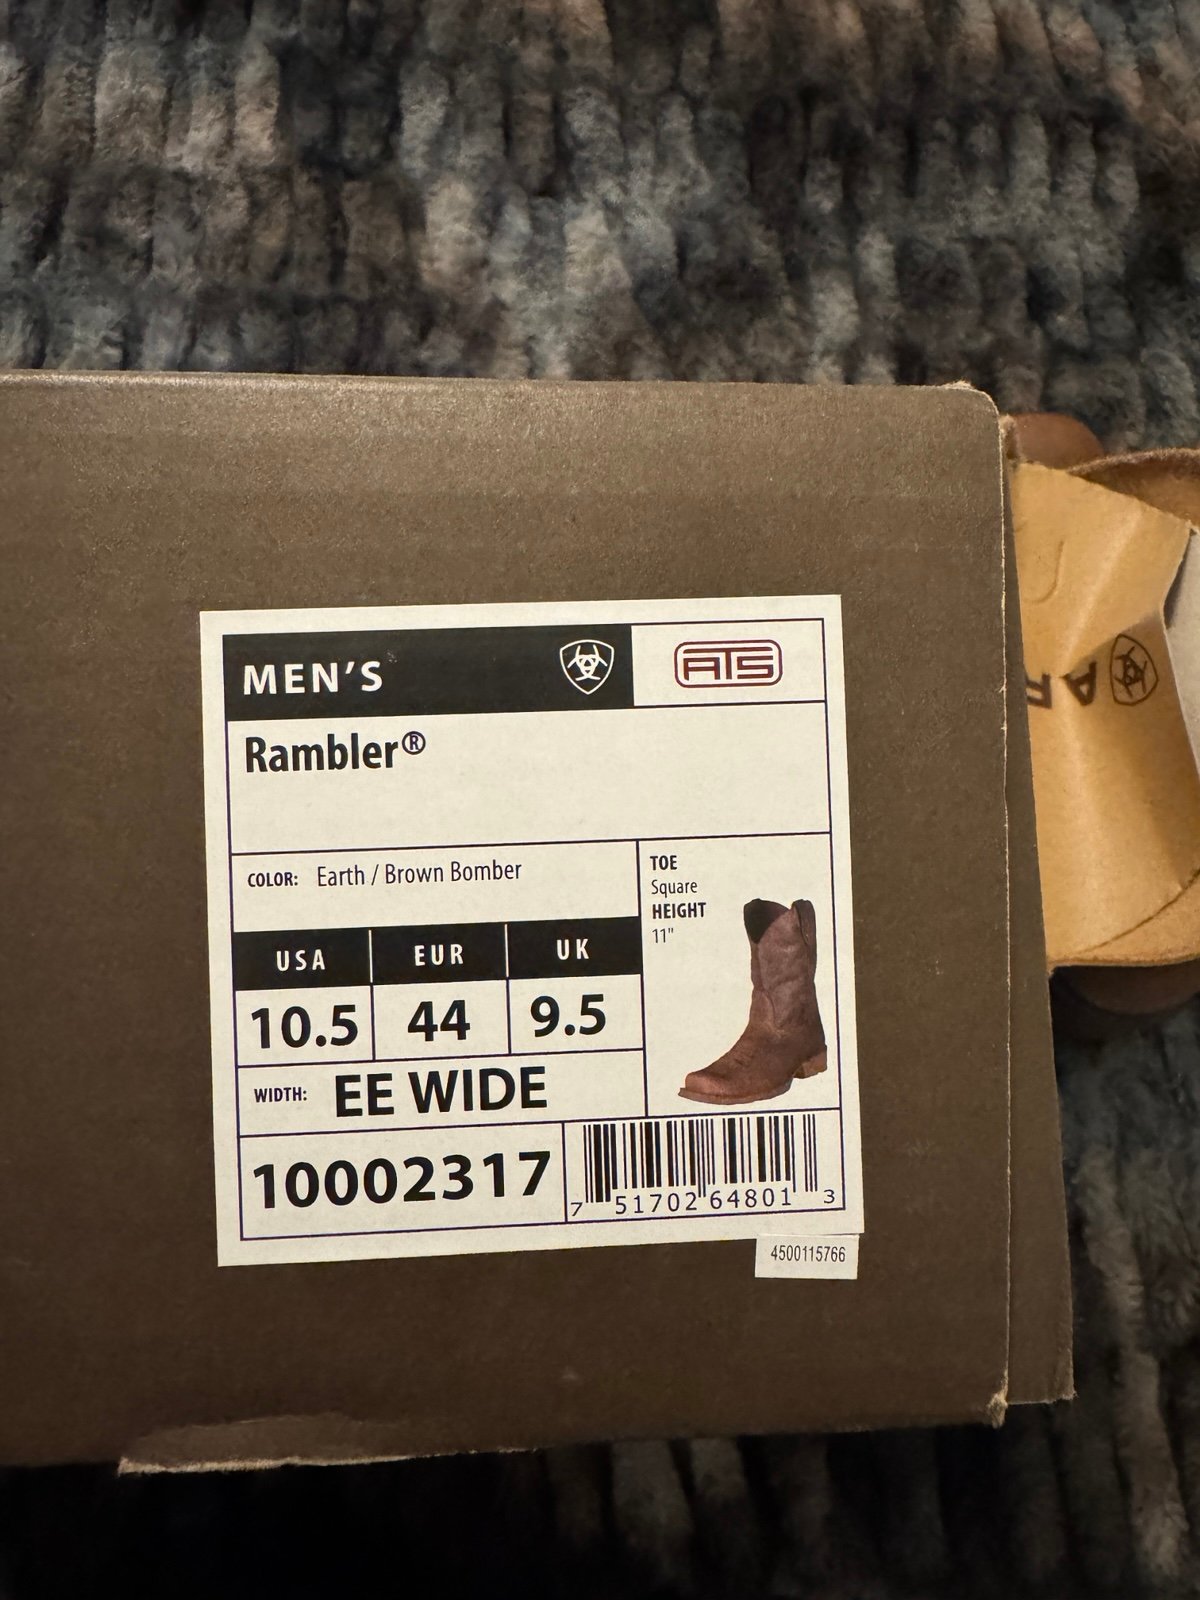 MEN'S
ATS
Rambler®
COLOR: Earth / Brown Bomber
TOE
Square
HEIGHT
11"
USA EUR UK
10.5 44 9.5
WIDTH: EE WIDE
10002317
7 51702 64801 3
4500115766
AR